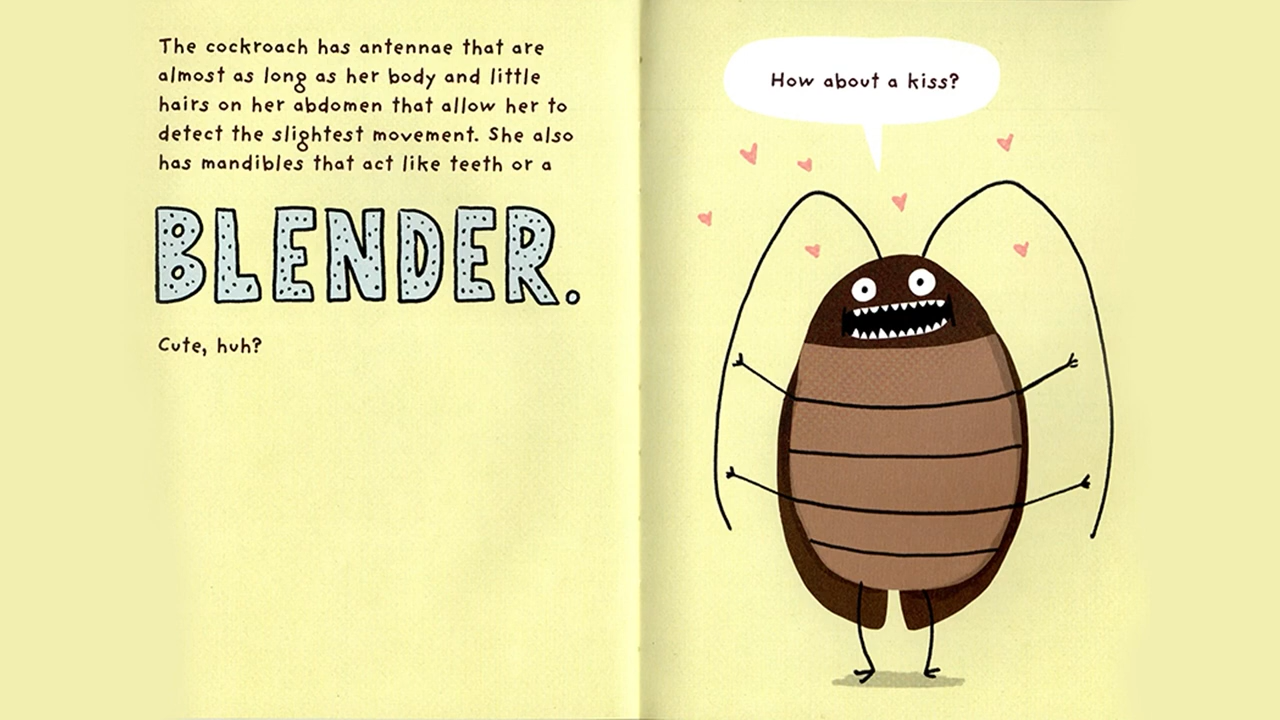 The cockroach has antennae that are
almost as long as her body and little
hairs on her abdomen that allow her to
detect the slightest movement. She also
has mandibles that act like teeth or a
BLENDER.
Cute, huh?
How about a kiss?